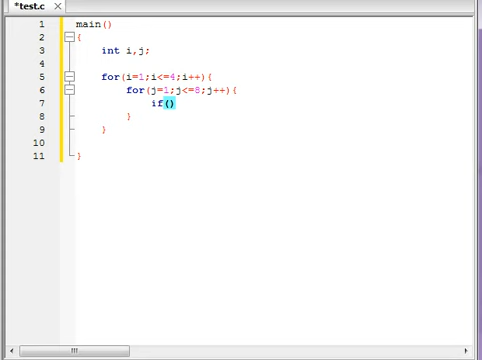 *test.c
1 main()
2 {
3 int i,j;
4
5 for(i=1;i<=4;i++){
6 for(j=1;j<=8;j++){
7 if()
8 }
9 }
10
11 }